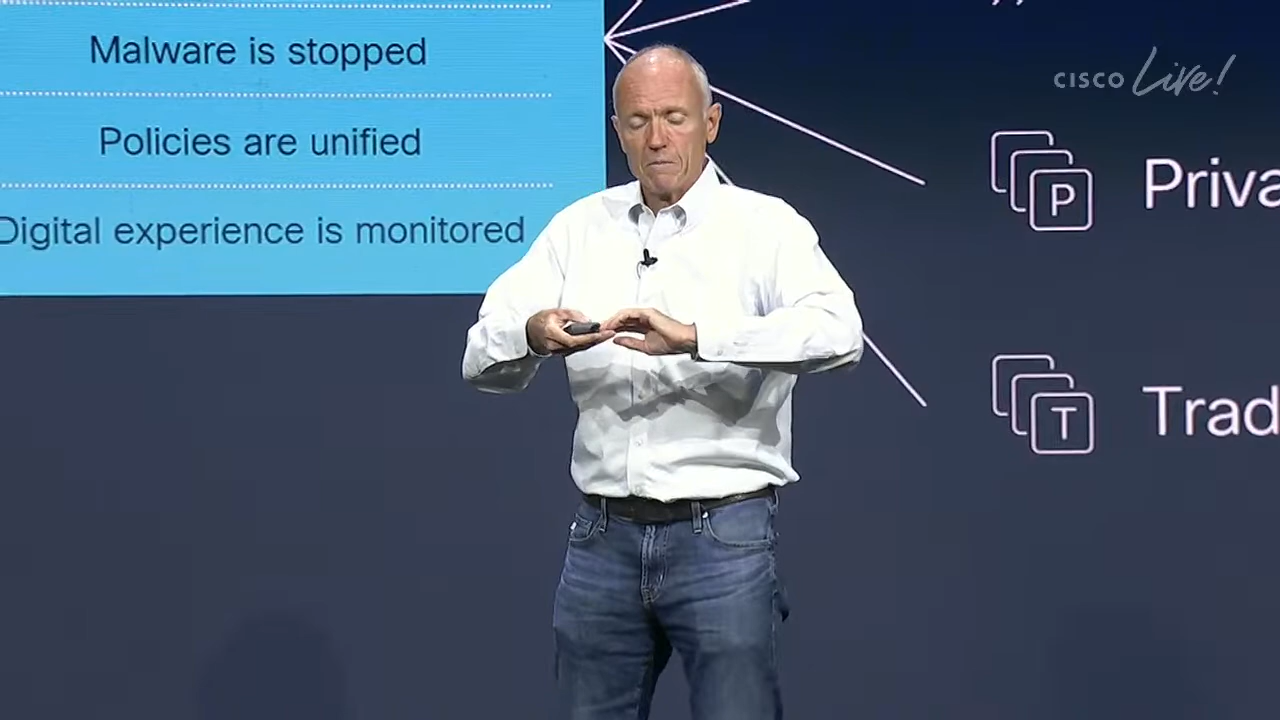 Malware is stopped
Policies are unified
Digital experience is monitored
CISCO Live!
P
Priva
T
Trad